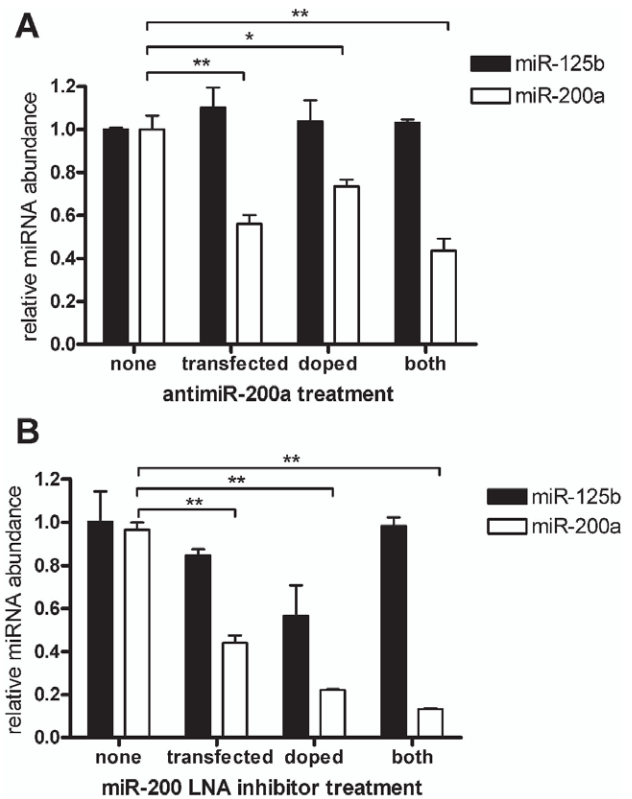 A
**
*
**
miR-125b
miR-200a
relative miRNA abundance
1.2
1.0
0.8
0.6
0.4
0.2
0.0
none transfected doped both
antimiR-200a treatment
B
**
**
**
miR-125b
miR-200a
relative miRNA abundance
1.2
1.0
0.8
0.6
0.4
0.2
0.0
none transfected doped both
miR-200 LNA inhibitor treatment